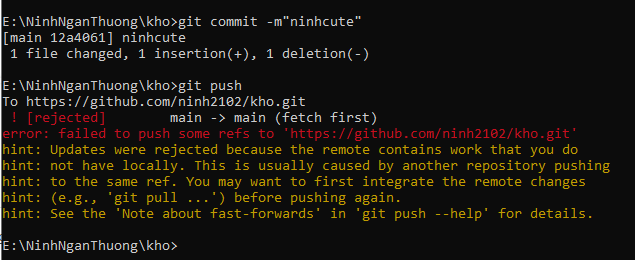 E:\NinhNganThuong\kho>git commit -m"ninhcute"
[main 12a4061] ninhcute
 1 file changed, 1 insertion(+), 1 deletion(-)
E:\NinhNganThuong\kho>git push
To https://github.com/ninh2102/kho.git
 ! [rejected]        main -> main (fetch first)
error: failed to push some refs to 'https://github.com/ninh2102/kho.git'
hint: Updates were rejected because the remote contains work that you do
hint: not have locally. This is usually caused by another repository pushing
hint: to the same ref. You may want to first integrate the remote changes
hint: (e.g., 'git pull ...') before pushing again.
hint: See the 'Note about fast-forwards' in 'git push --help' for details.
E:\NinhNganThuong\kho>